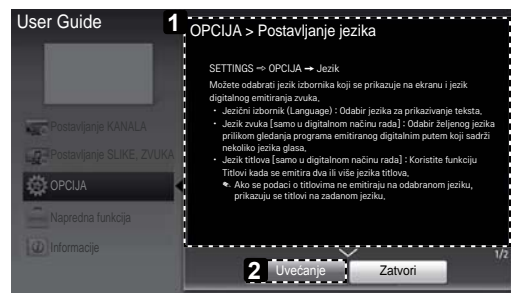 User Guide
1
OPCIJA > Postavljanje jezika
SETTINGS ➾ OPCIJA ➞ Jezik
Možete odabrati jezik izbornika koji se prikazuje na ekranu i jezik
digitalnog emitiranja zvuka.
• Jezični izbornik (Language) : Odabir jezika za prikazivanje teksta.
• Jezik zvuka [samo u digitalnom načinu rada] : Odabir željenog jezika
prilikom gledanja programa emitiranog digitalnim putem koji sadrži
nekoliko jezika glasa.
• Jezik titlova [samo u digitalnom načinu rada] : Koristite funkciju
Titlovi kada se emitira dva ili više jezika titlova.
Ako se podaci o titlovima ne emitiraju na odabranom jeziku,
prikazuju se titlovi na zadanom jeziku.
Postavljanje KANALA
Postavljanje SLIKE, ZVUKA
OPCIJA
Napredna funkcija
Informacije
1/2
2
Uvećanje
Zatvori